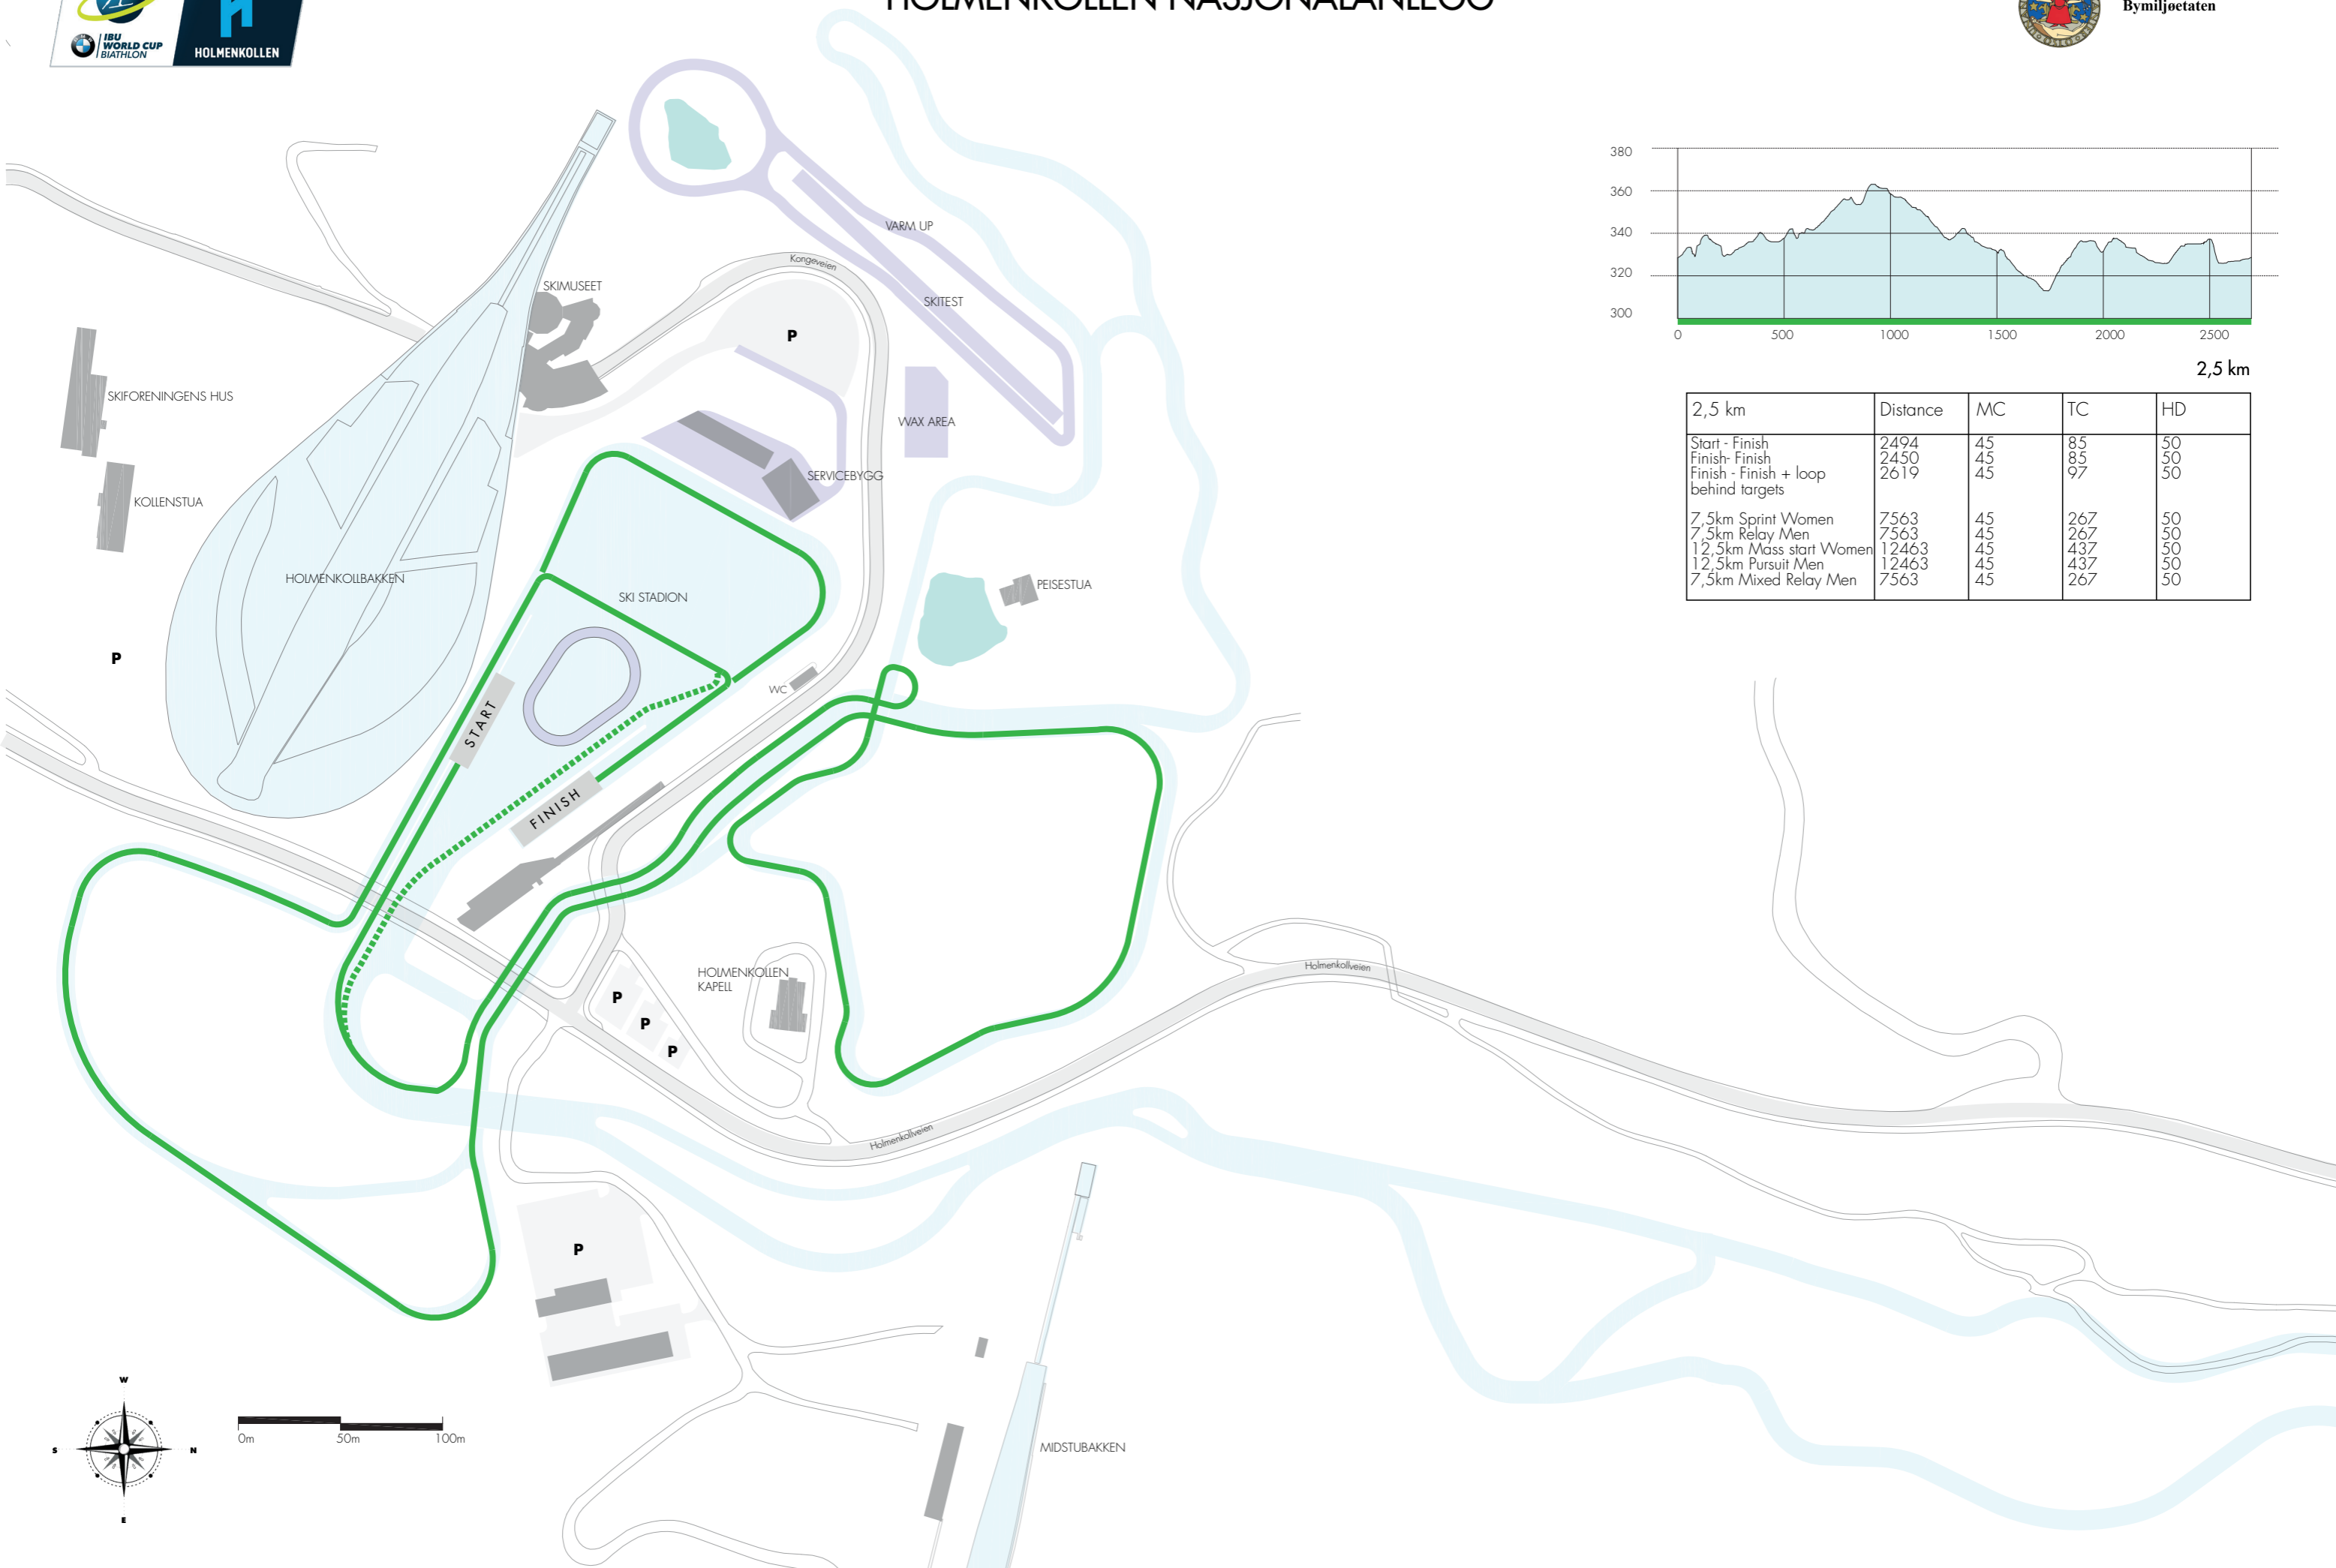 HOLMENKOLLEN NASJONALANLEGG
IBU
WORLD CUP
BIATHLON
HOLMENKOLLEN
Bymiljøetaten
380
360
340
320
300
0
500
1000
1500
2000
2500
2,5 km
2,5 km Distance MC TC HD
Start - Finish 2494 45 85 50
Finish- Finish 2450 45 85 50
Finish - Finish + loop 2619 45 97 50
behind targets
7,5km Sprint Women 7563 45 267 50
7,5km Relay Men 7563 45 267 50
12,5km Mass start Women 12463 45 437 50
12,5km Pursuit Men 12463 45 437 50
7,5km Mixed Relay Men 7563 45 267 50
VARM UP
Kongeveien
SKIMUSEET
SKITEST
P
SKIFORENINGENS HUS
WAX AREA
SERVICEBYGG
KOLLENSTUA
HOLMENKOLLBAKKEN
PEISESTUA
SKI STADION
P
WC
START
FINISH
HOLMENKOLLEN
KAPELL
Holmenkollveien
P
P
P
Holmenkollveien
P
MIDSTUBAKKEN
W
S
N
E
0m
50m
100m